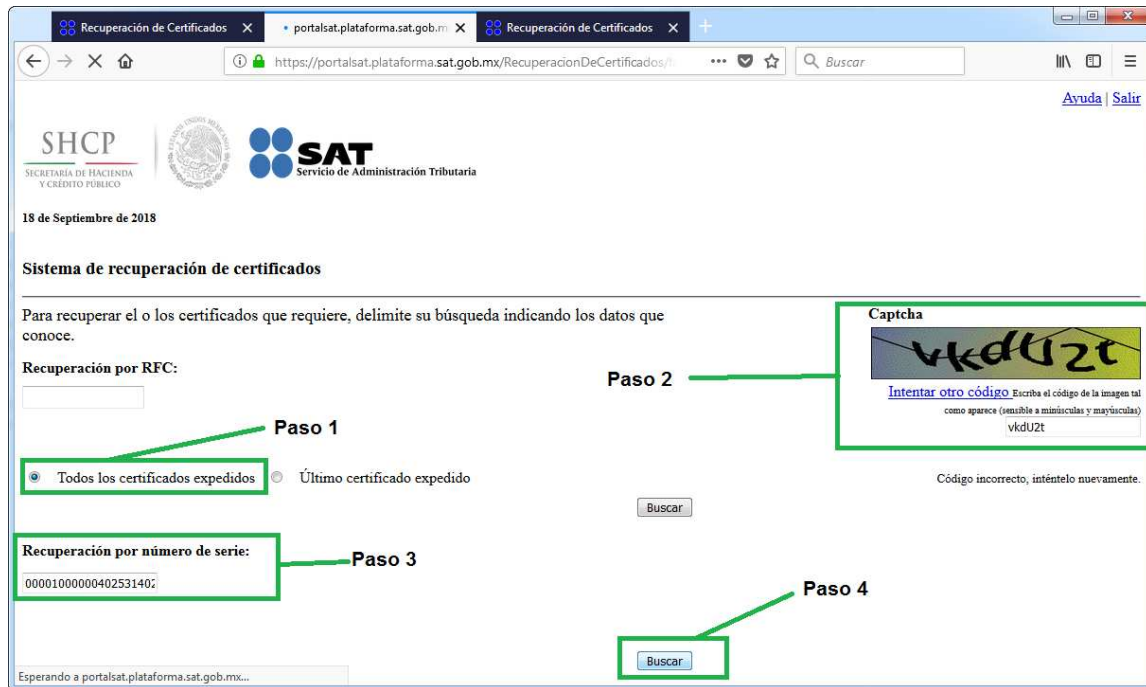 Recuperación de Certificados
portalsat.plataforma.sat.gob.m
Recuperación de Certificados
https://portalsat.plataforma.sat.gob.mx/RecuperacionDeCertificados/
Buscar
Ayuda | Salir
SHCP
SECRETARÍA DE HACIENDA
Y CRÉDITO PÚBLICO
ESTADOS UNIDOS MEXICANOS
SAT
Servicio de Administración Tributaria
18 de Septiembre de 2018
Sistema de recuperación de certificados
Para recuperar el o los certificados que requiere, delimite su búsqueda indicando los datos que
conoce.
Captcha
vkdU2t
Recuperación por RFC:
Paso 2
Intentar otro código Escriba el código de la imagen tal
como aparece (sensible a minúsculas y mayúsculas)
vkdU2t
Paso 1
Todos los certificados expedidos
Último certificado expedido
Código incorrecto, inténtelo nuevamente.
Buscar
Recuperación por número de serie:
Paso 3
0000100000040253140
Paso 4
Buscar
Esperando a portalsat.plataforma.sat.gob.mx...